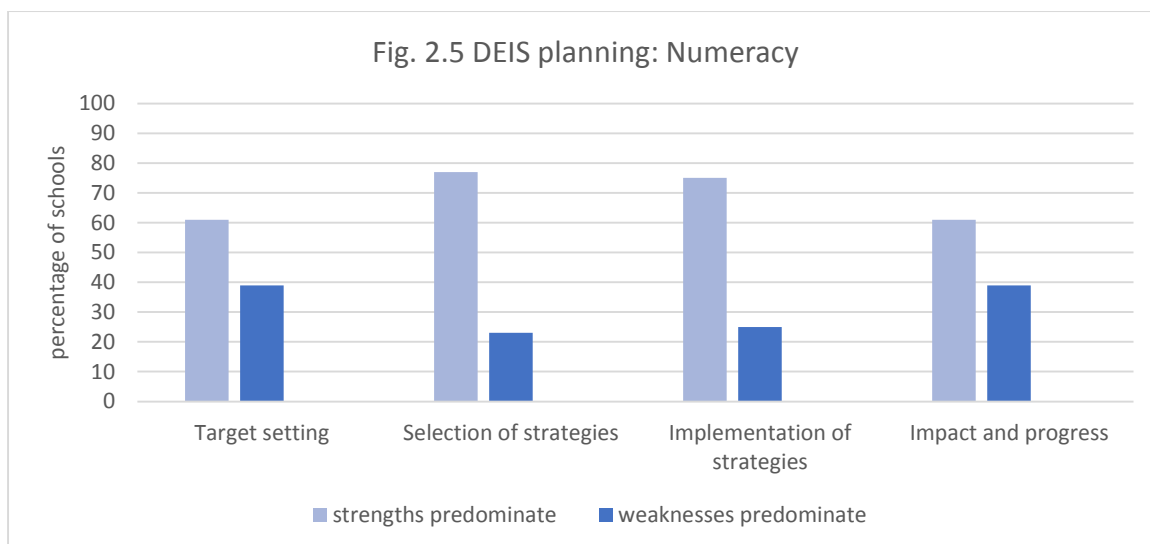 Fig. 2.5 DEIS planning: Numeracy
percentage of schools
100
90
80
70
60
50
40
30
20
10
0
Target setting
Selection of strategies
Implementation of
strategies
Impact and progress
strengths predominate
weaknesses predominate